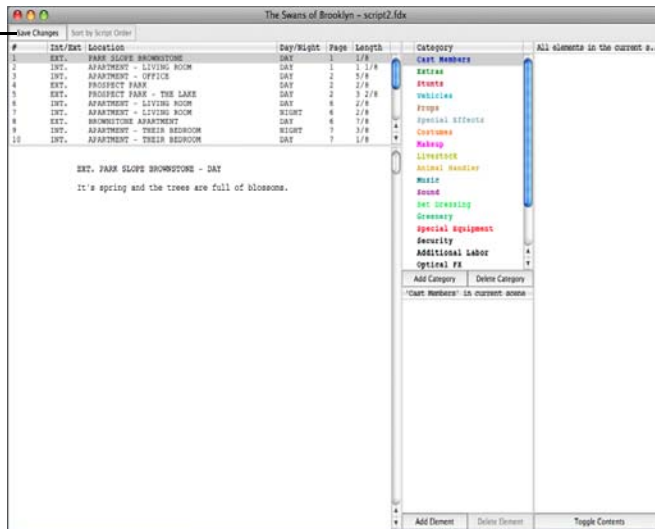 The Swans of Brooklyn – script2.fdx
Save Changes Sort by Script Order
# Int/Ext Location Day/Night Page Length
1 EXT. PARK SLOPE BROWNSTONE DAY 1 1/8
2 INT. APARTMENT - LIVING ROOM DAY 1 1 1/8
3 INT. APARTMENT - OFFICE DAY 2 5/8
4 EXT. PROSPECT PARK DAY 2 2/8
5 EXT. PROSPECT PARK - THE LAKE DAY 2 3 2/8
6 INT. APARTMENT - LIVING ROOM DAY 6 2/8
7 INT. APARTMENT - LIVING ROOM NIGHT 6 2/8
8 EXT. BROWNSTONE APARTMENT DAY 6 7/8
9 INT. APARTMENT - THEIR BEDROOM NIGHT 7 3/8
10 INT. APARTMENT - THEIR BEDROOM DAY 7 1/8
EXT. PARK SLOPE BROWNSTONE - DAY
It's spring and the trees are full of blossoms.
Category
Cast Members
Extras
Stunts
Vehicles
Props
Special Effects
Costumes
Makeup
Livestock
Animal Handler
Music
Sound
Set Dressing
Greenery
Special Equipment
Security
Additional Labor
Optical FX
Add Category Delete Category
'Cast Members' in current scene
Add Element Delete Element
All elements in the current s...
Toggle Contents